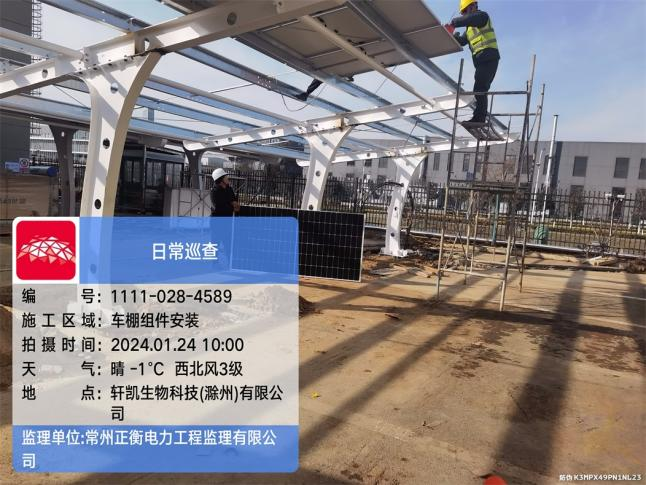 日常巡查
编 号: 1111-028-4589
施工区域: 车棚组件安装
拍摄时间: 2024.01.24 10:00
天 气: 晴 -1℃ 西北风3级
地 点: 轩凯生物科技(滁州)有限公
司
监理单位:常州正衡电力工程监理有限公
司
防伪 K3MPX49PN1NL23